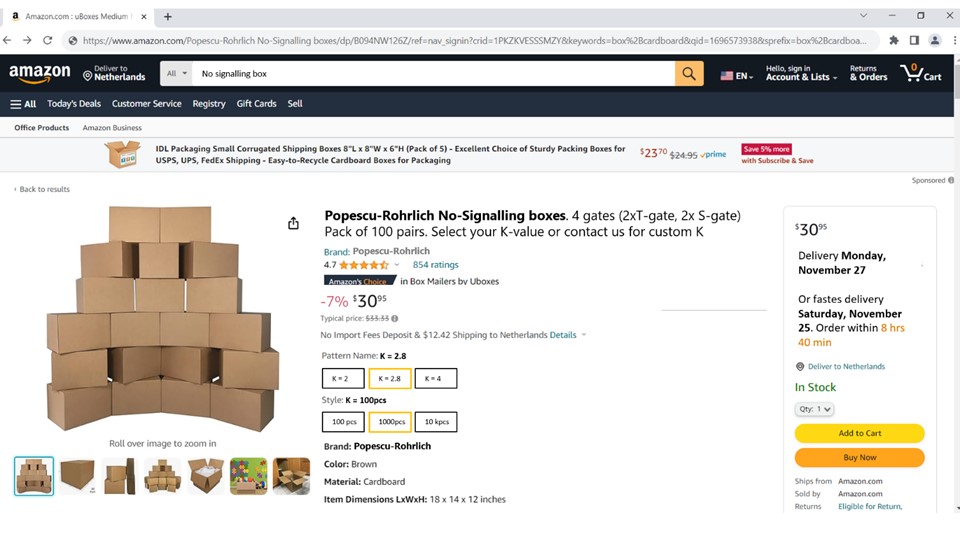 Amazon.com : uBoxes Medium
https://www.amazon.com/Popescu-Rohrlich No-Signalling boxes/dp/B094NW126Z/ref=nav_signin?crid=1PKZKVESSSMZY&keywords=box%2Bcardboard&qid=1696573938&sprefix=box%2Bcardboa...
amazon
Deliver to
Netherlands
All
No signalling box
EN
Hello, sign in
Account & Lists
Returns
& Orders
0
Cart
All Today's Deals Customer Service Registry Gift Cards Sell
Office Products Amazon Business
IDL Packaging Small Corrugated Shipping Boxes 8"L x 8"W x 6"H (Pack of 5) - Excellent Choice of Sturdy Packing Boxes for
USPS, UPS, FedEx Shipping - Easy-to-Recycle Cardboard Boxes for Packaging
$2370 $24.95 prime
Save 5% more
with Subscribe & Save
Sponsored
‹ Back to results
Popescu-Rohrlich No-Signalling boxes. 4 gates (2xT-gate, 2x S-gate)
Pack of 100 pairs. Select your K-value or contact us for custom K
Brand: Popescu-Rohrlich
4.7 854 ratings
Amazon's Choice in Box Mailers by Uboxes
-7% $3095
Typical price: $33.33
No Import Fees Deposit & $12.42 Shipping to Netherlands Details
Pattern Name: K = 2.8
K = 2 K = 2.8 K = 4
Style: K = 100pcs
100 pcs 1000pcs 10 kpcs
Brand: Popescu-Rohrlich
Color: Brown
Material: Cardboard
Item Dimensions LxWxH: 18 x 14 x 12 inches
Roll over image to zoom in
$3095
Delivery Monday,
November 27
Or fastes delivery
Saturday, November
25. Order within 8 hrs
40 min
Deliver to Netherlands
In Stock
Qty: 1
Add to Cart
Buy Now
Ships from Amazon.com
Sold by Amazon.com
Returns Eligible for Return,